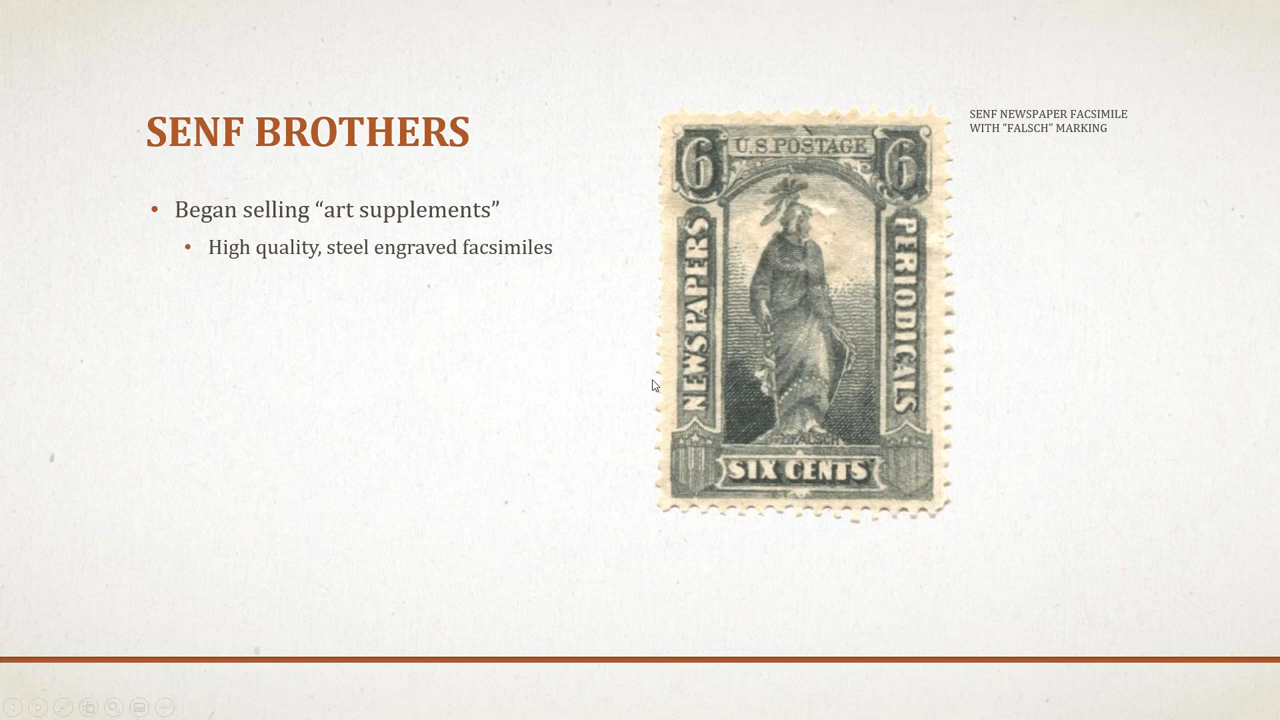 SENF BROTHERS
• Began selling “art supplements”
• High quality, steel engraved facsimiles
SENF NEWSPAPER FACSIMILE
WITH “FALSCH” MARKING
6 U.S. POSTAGE 6
NEWSPAPERS
PERIODICALS
FALSCH
SIX CENTS